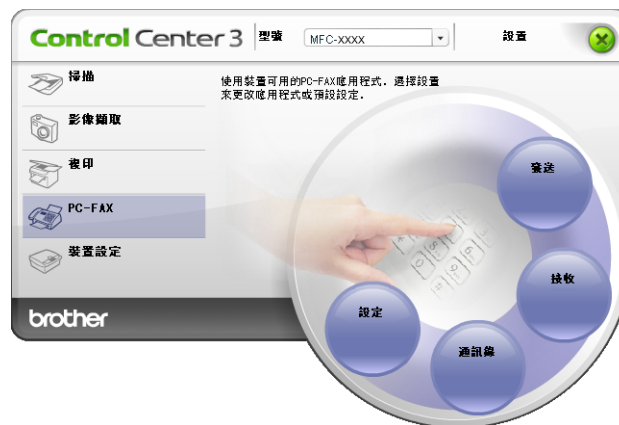 Control Center 3
型號
MFC-XXXX
設置
掃描
影像擷取
複印
PC-FAX
裝置設定
使用裝置可用的PC-FAX應用程式. 選擇設置
來更改應用程式或預設設定.
發送
接收
通訊錄
設定
brother